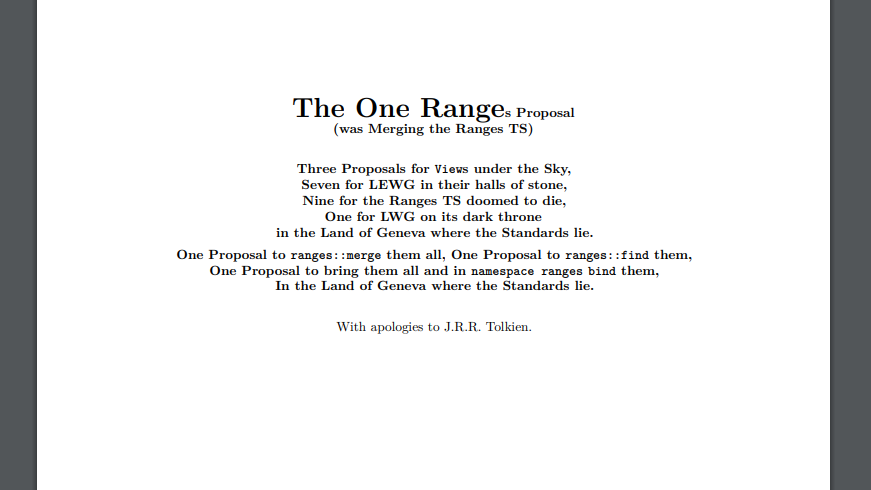 The One Ranges Proposal
(was Merging the Ranges TS)
Three Proposals for Views under the Sky,
Seven for LEWG in their halls of stone,
Nine for the Ranges TS doomed to die,
One for LWG on its dark throne
in the Land of Geneva where the Standards lie.
One Proposal to ranges::merge them all, One Proposal to ranges::find them,
One Proposal to bring them all and in namespace ranges bind them,
In the Land of Geneva where the Standards lie.
With apologies to J.R.R. Tolkien.